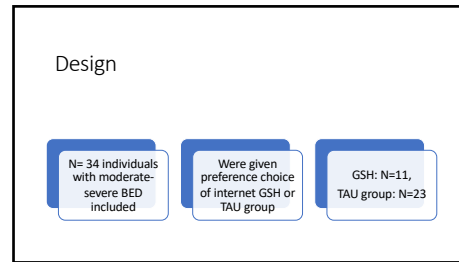 Design
N= 34 individuals
with moderate-
severe BED
included
Were given
preference choice
of internet GSH or
TAU group
GSH: N=11,
TAU group: N=23